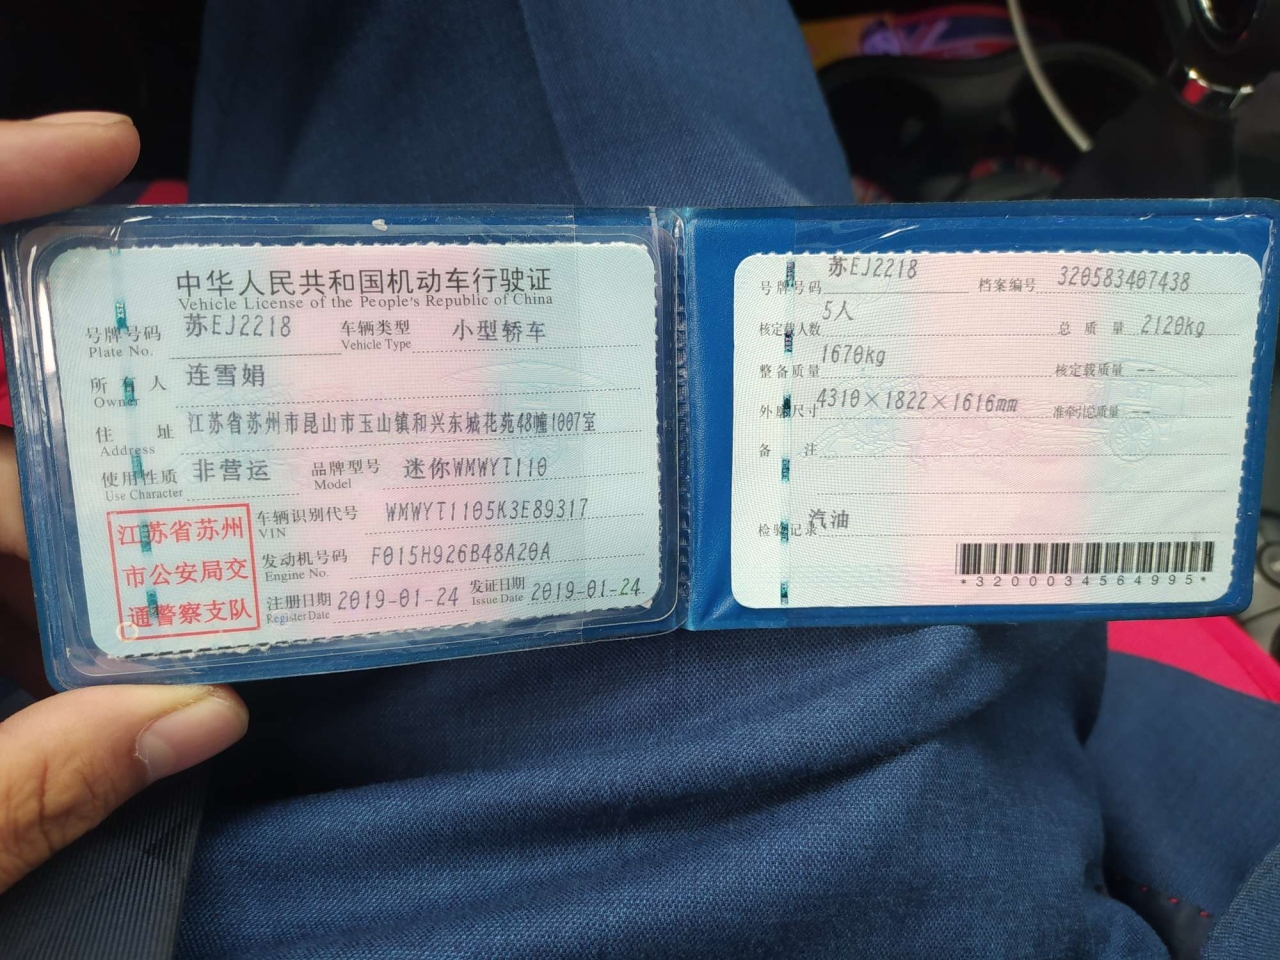 中华人民共和国机动车行驶证
Vehicle License of the People's Republic of China
号牌号码 苏EJ2218 车辆类型 小型轿车
Plate No. Vehicle Type
所有人 连雪娟
Owner
住址 江苏省苏州市昆山市玉山镇和兴东城花苑48幢1007室
Address
使用性质 非营运 品牌型号 迷你WMWYT110
Use Character Model
车辆识别代号 WMWYT1105K3E89317
VIN
发动机号码 F015H926B48A20A
Engine No.
注册日期 2019-01-24 发证日期 2019-01-24
Register Date Issue Date
江苏省苏州
市公安局交
通警察支队
号牌号码 苏EJ2218 档案编号 320583407438
核定载人数 5人 总质量 2120kg
整备质量 1670kg 核定载质量 --
外廓尺寸 4310×1822×1616mm 准牵引总质量 --
备注
检验记录 汽油
*3200034564995*